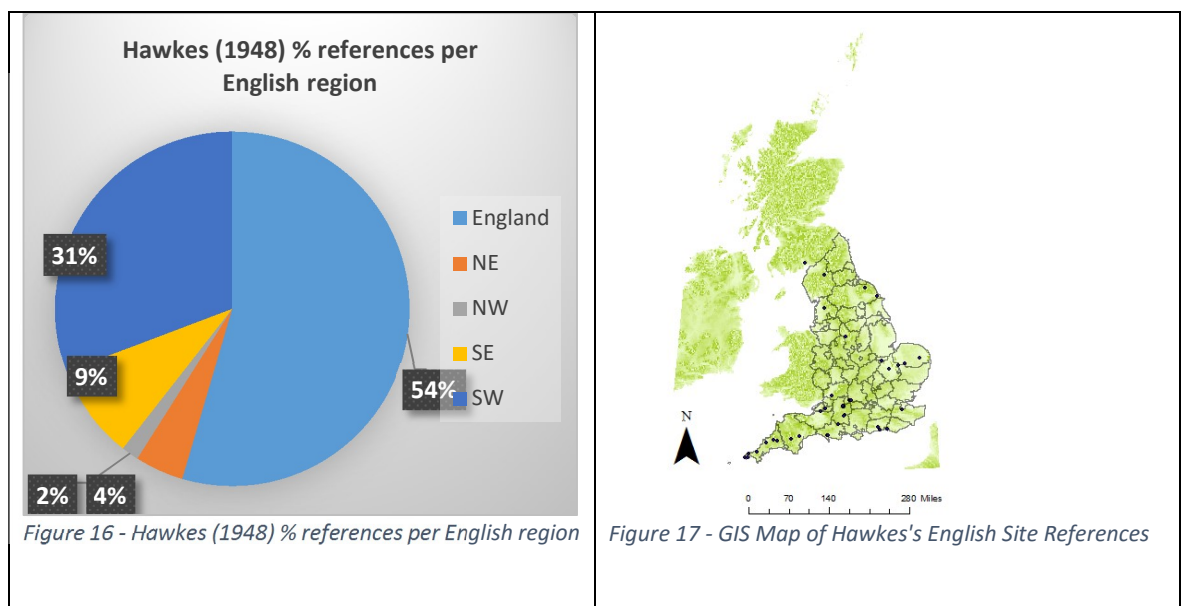 Hawkes (1948) % references per
English region
England
NE
NW
SE
SW
31%
9%
54%
2%
4%
Figure 16 - Hawkes (1948) % references per English region
N
0 70 140 280 Miles
Figure 17 - GIS Map of Hawkes's English Site References